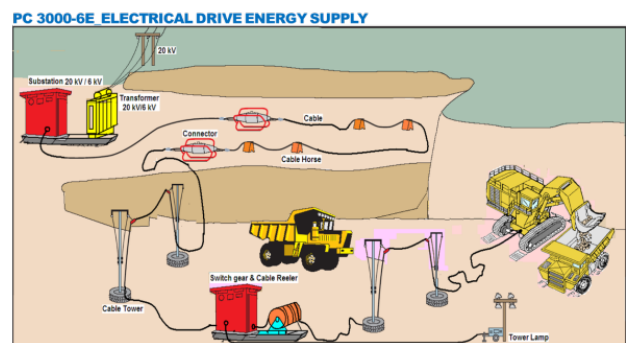 PC 3000-6E_ELECTRICAL DRIVE ENERGY SUPPLY
20 kV
Substation 20 kV / 6 kV
Transformer
20 kV/6 kV
Cable
Connector
Cable Horse
Switch gear & Cable Reeler
Cable Tower
Tower Lamp